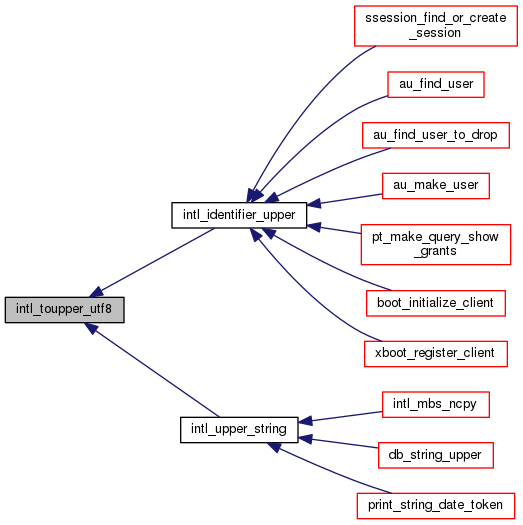 ssession_find_or_create
_session
au_find_user
au_find_user_to_drop
au_make_user
intl_identifier_upper
pt_make_query_show
_grants
boot_initialize_client
intl_toupper_utf8
xboot_register_client
intl_mbs_ncpy
intl_upper_string
db_string_upper
print_string_date_token